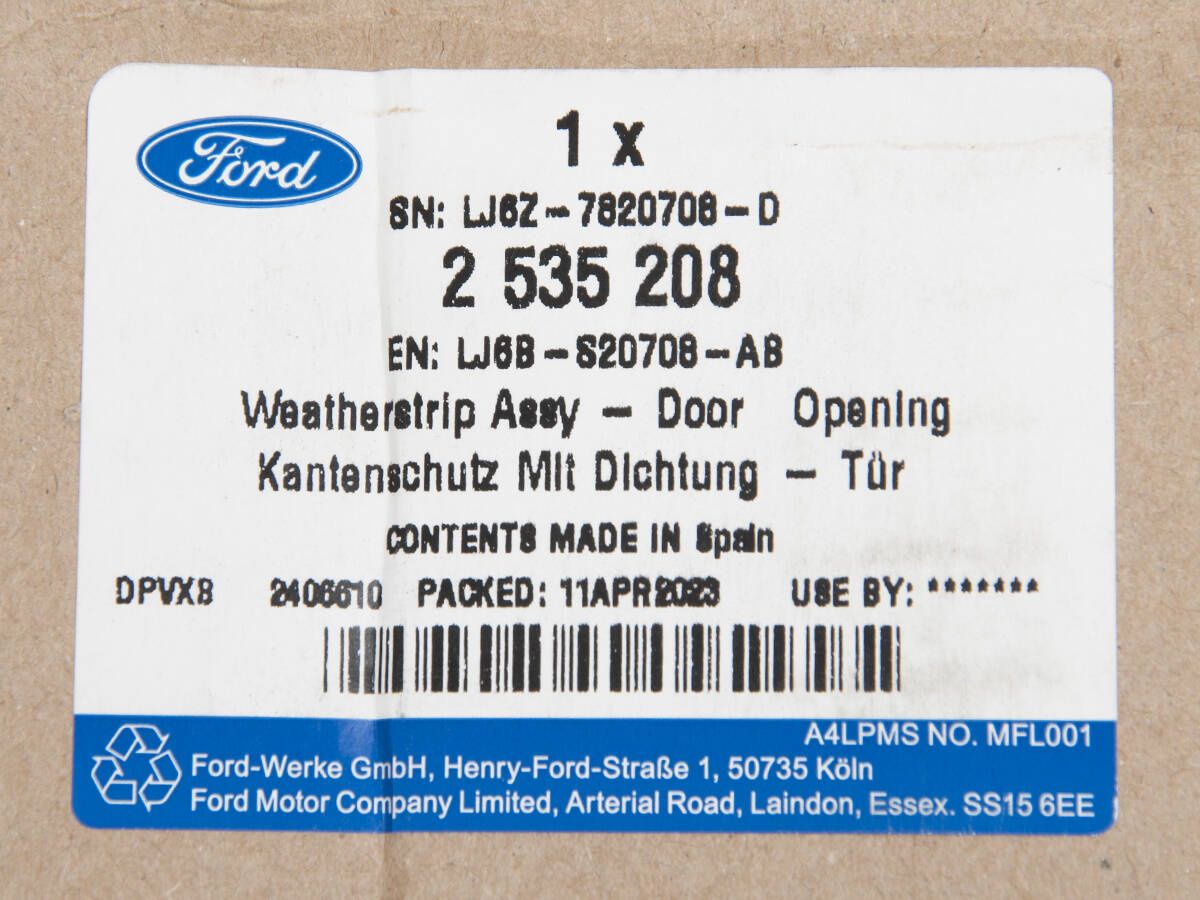 Ford
1 x
SN: LJ6Z-7820708-D
2 535 208
EN: LJ6B-S20708-AB
Weatherstrip Assy - Door Opening
Kantenschutz Mit Dichtung - Tür
CONTENTS MADE IN Spain
DPVXB 2406610 PACKED: 11APR2023 USE BY: *******
A4LPMS NO. MFL001
Ford-Werke GmbH, Henry-Ford-Straße 1, 50735 Köln
Ford Motor Company Limited, Arterial Road, Laindon, Essex. SS15 6EE